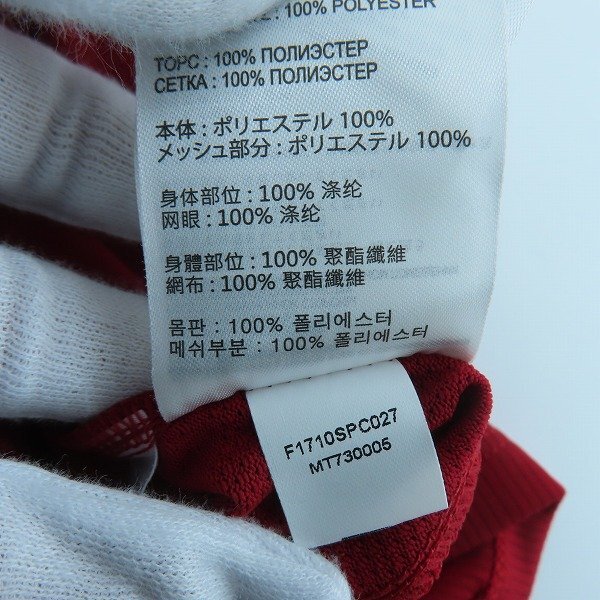 100% POLYESTER
ТОРС : 100% ПОЛИЭСТЕР
СЕТКА : 100% ПОЛИЭСТЕР
本体 : ポリエステル 100%
メッシュ部分 : ポリエステル 100%
身体部位 : 100% 涤纶
网眼 : 100% 涤纶
身體部位 : 100% 聚酯纖維
網布 : 100% 聚酯纖維
몸판 : 100% 폴리에스터
메쉬부분 : 100% 폴리에스터
F1710SPC027
MT730005